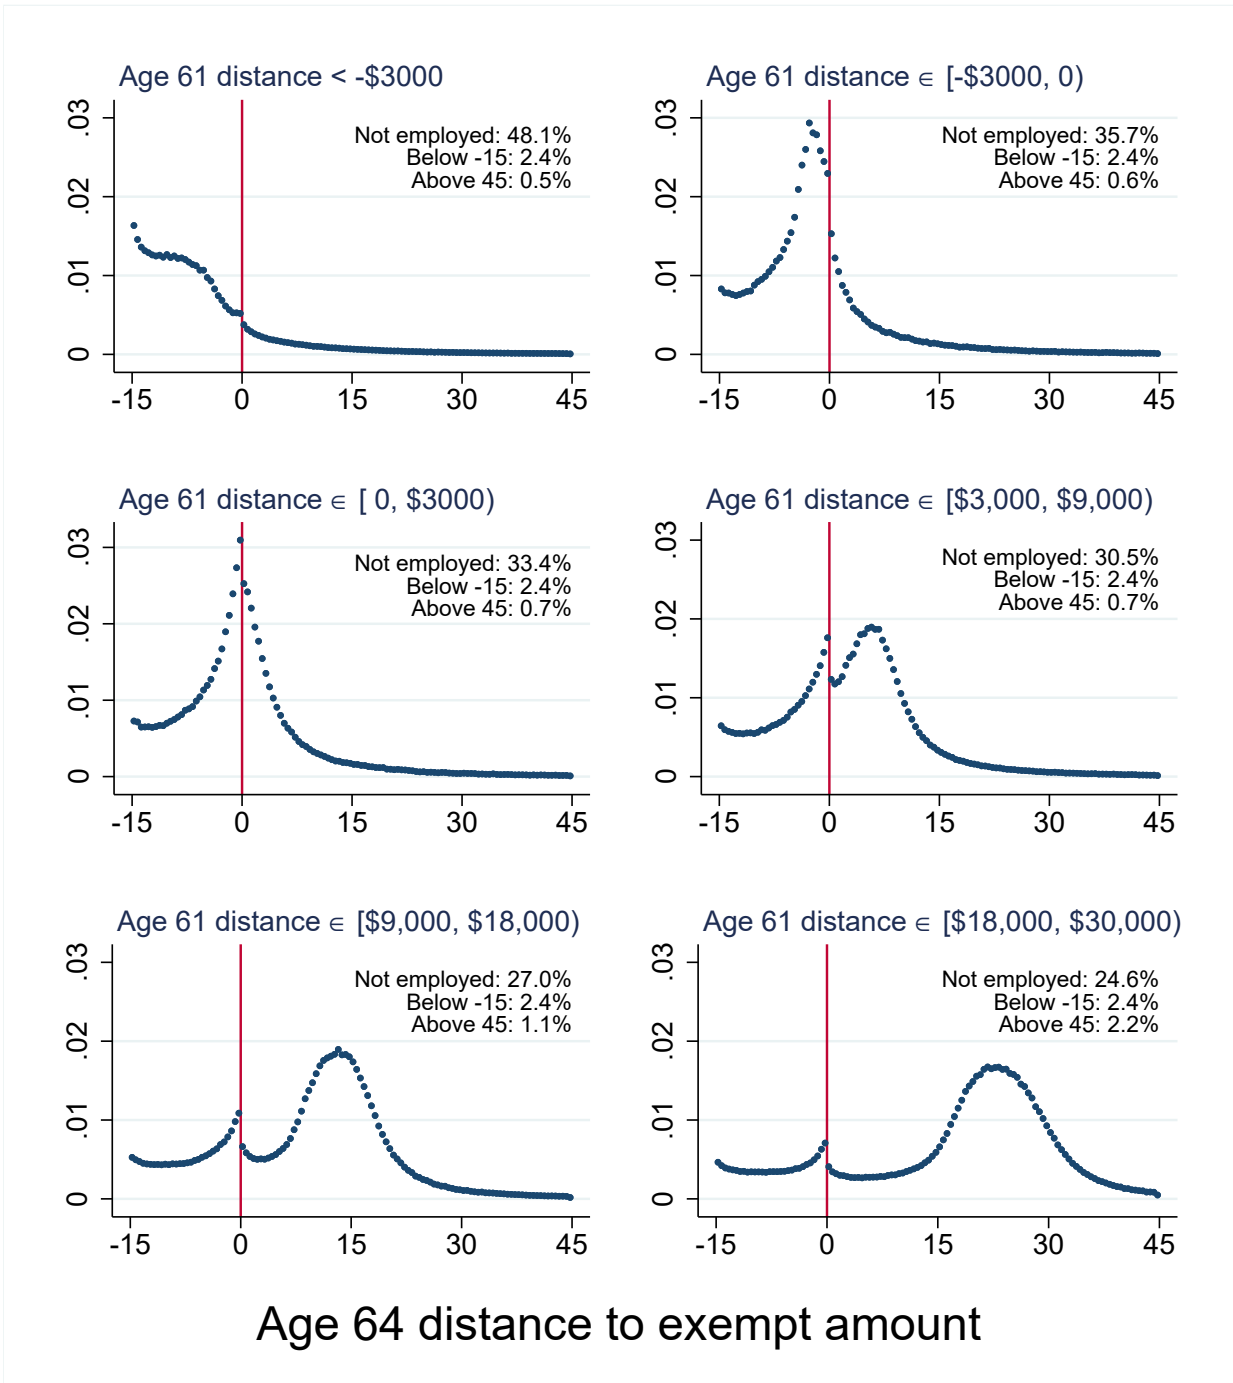 Age 61 distance < -$3000
.03
.02
.01
0
Not employed: 48.1%
Below -15: 2.4%
Above 45: 0.5%
-15 0 15 30 45
Age 61 distance ∈ [-$3000, 0)
.03
.02
.01
0
Not employed: 35.7%
Below -15: 2.4%
Above 45: 0.6%
-15 0 15 30 45
Age 61 distance ∈ [ 0, $3000)
.03
.02
.01
0
Not employed: 33.4%
Below -15: 2.4%
Above 45: 0.7%
-15 0 15 30 45
Age 61 distance ∈ [$3,000, $9,000)
.03
.02
.01
0
Not employed: 30.5%
Below -15: 2.4%
Above 45: 0.7%
-15 0 15 30 45
Age 61 distance ∈ [$9,000, $18,000)
.03
.02
.01
0
Not employed: 27.0%
Below -15: 2.4%
Above 45: 1.1%
-15 0 15 30 45
Age 61 distance ∈ [$18,000, $30,000)
.03
.02
.01
0
Not employed: 24.6%
Below -15: 2.4%
Above 45: 2.2%
-15 0 15 30 45
Age 64 distance to exempt amount